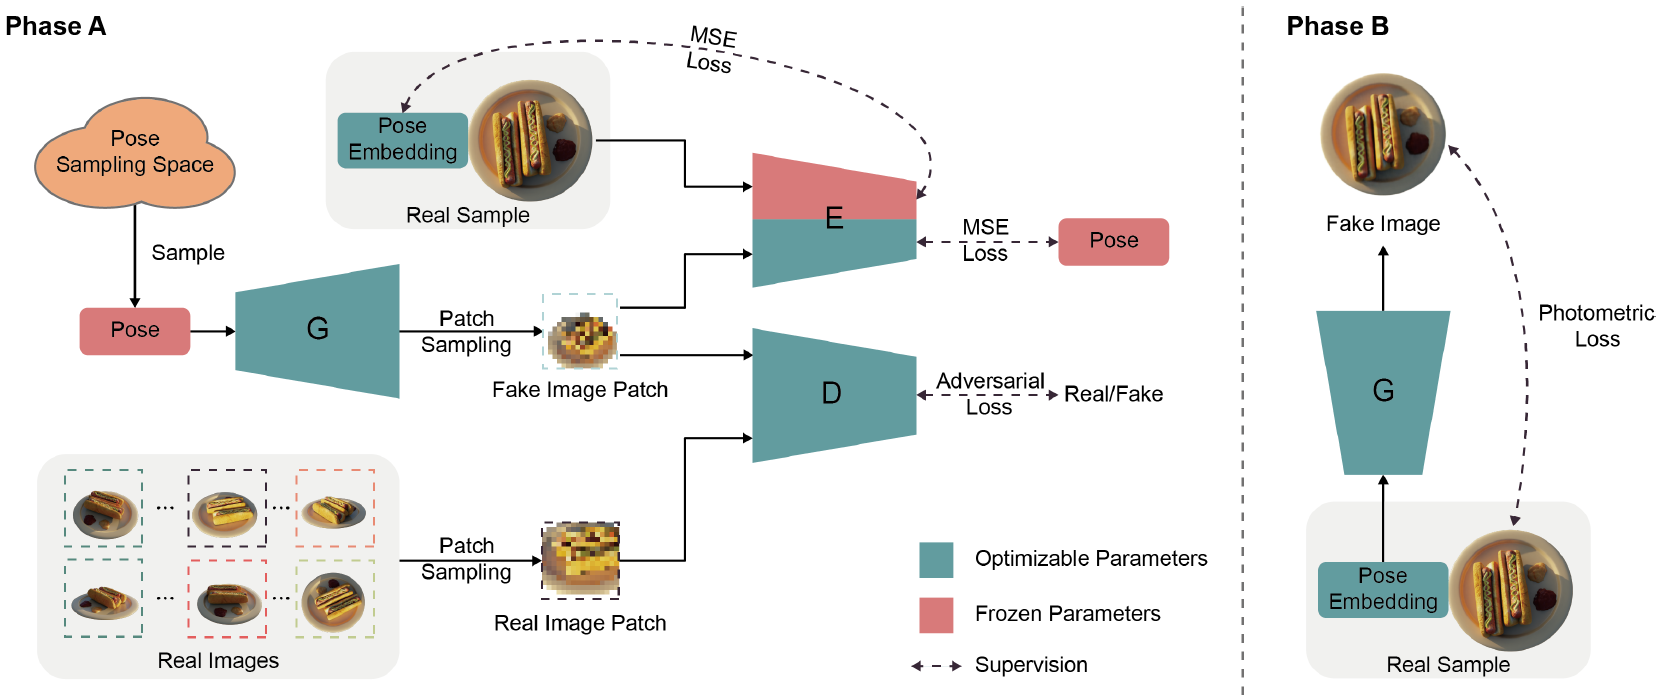 Phase A
MSE
Loss
Pose
Sampling Space
Pose
Embedding
Real Sample
Sample
E
MSE
Loss
Pose
Pose
G
Patch
Sampling
Fake Image Patch
D
Adversarial
Loss
Real/Fake
...
...
...
...
Real Images
Patch
Sampling
Real Image Patch
Optimizable Parameters
Frozen Parameters
Supervision
Phase B
Fake Image
Photometric
Loss
G
Pose
Embedding
Real Sample